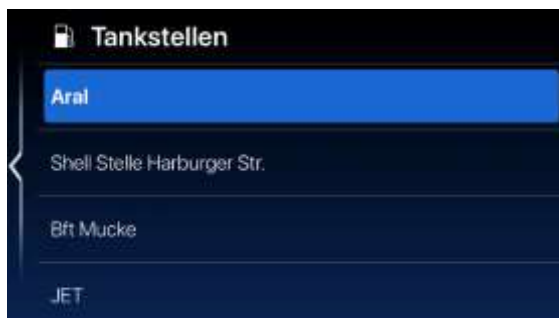 Tankstellen
Aral
Shell Stelle Harburger Str.
Bft Mucke
JET